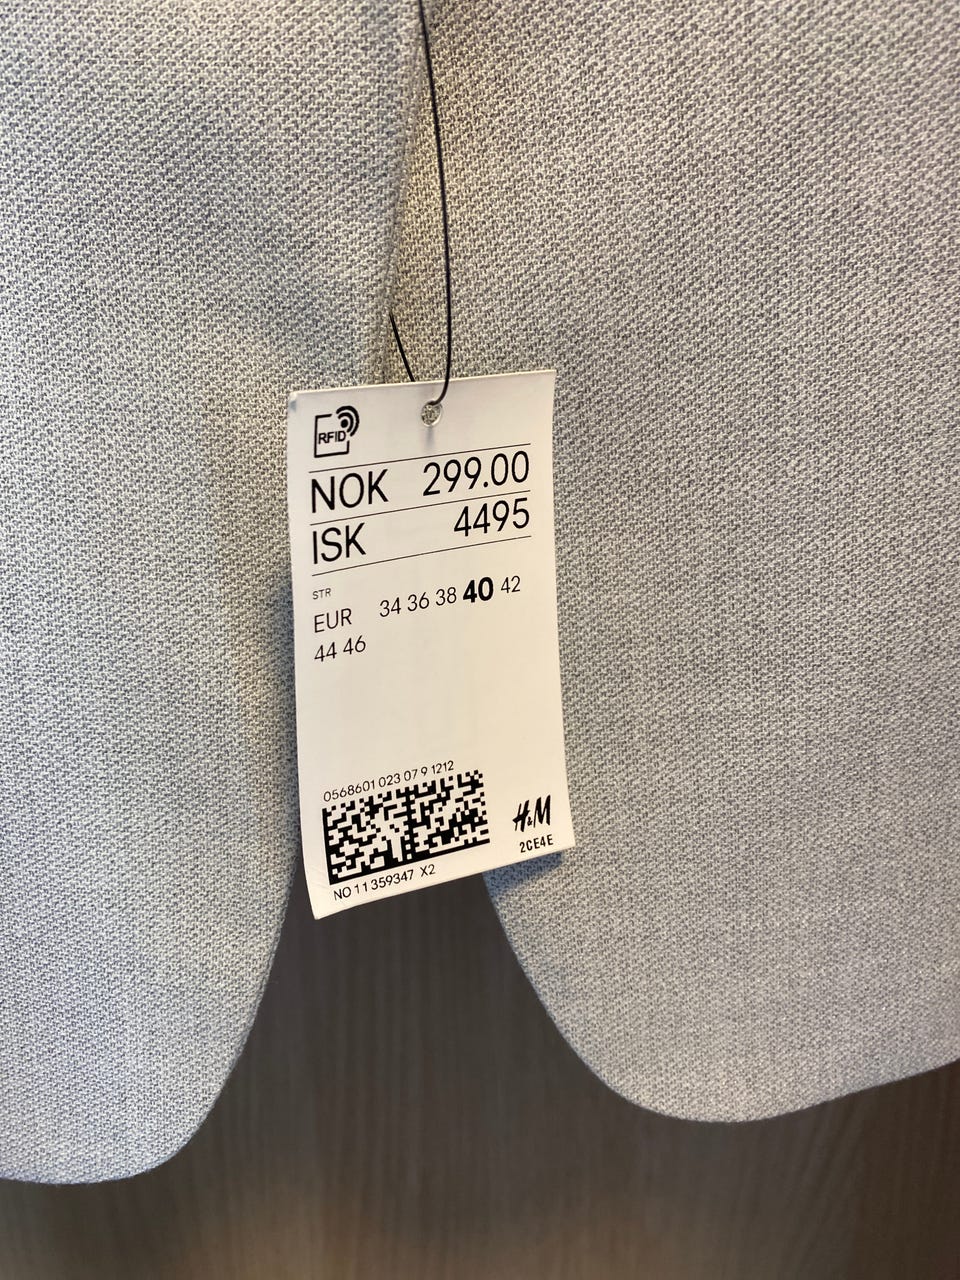 RFID
NOK 299.00
ISK 4495
STR
EUR 34 36 38 40 42
44 46
0568601 023 07 9 1212
H&M
2CE4E
NO 11 359347 X2